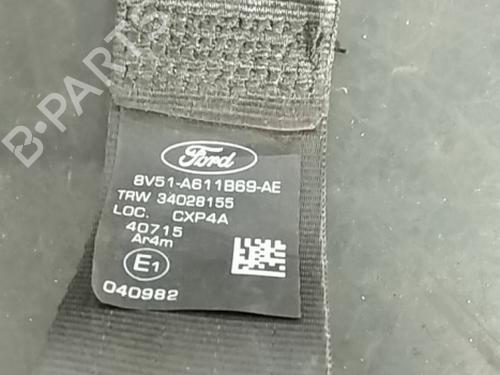 B-PARTS
Ford
8V51-A611B69-AE
TRW 34028155
LOC. CXP4A
40715
Ar4m
E1
040982